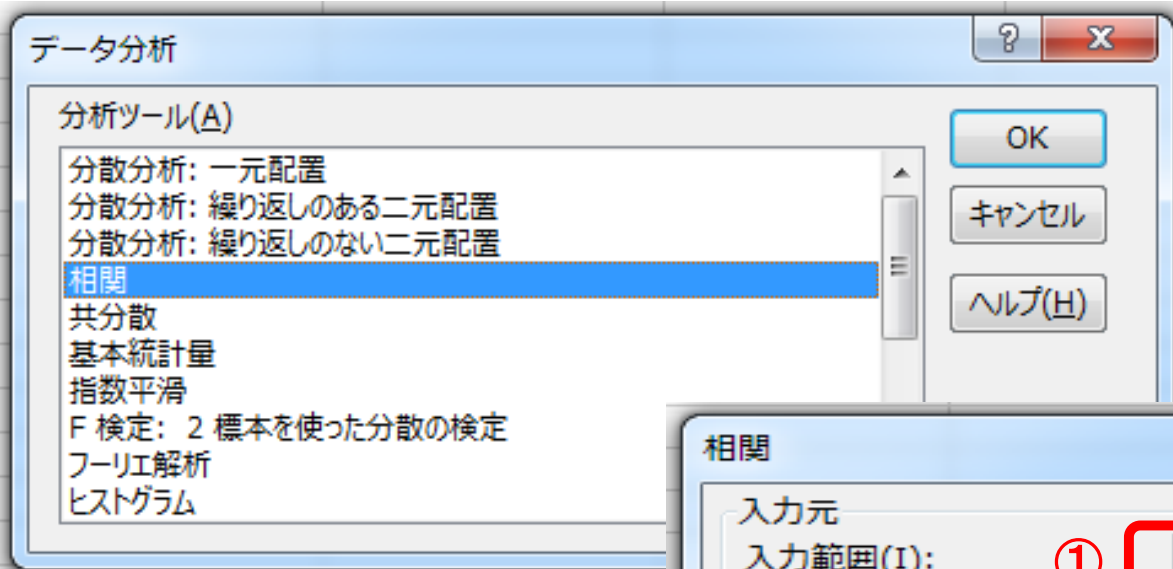 データ分析
分析ツール(A)
分散分析: 一元配置
分散分析: 繰り返しのある二元配置
分散分析: 繰り返しのない二元配置
相関
共分散
基本統計量
指数平滑
F 検定: 2 標本を使った分散の検定
フーリエ解析
ヒストグラム
OK
キャンセル
ヘルプ(H)
相関
入力元
入力範囲(I):
①